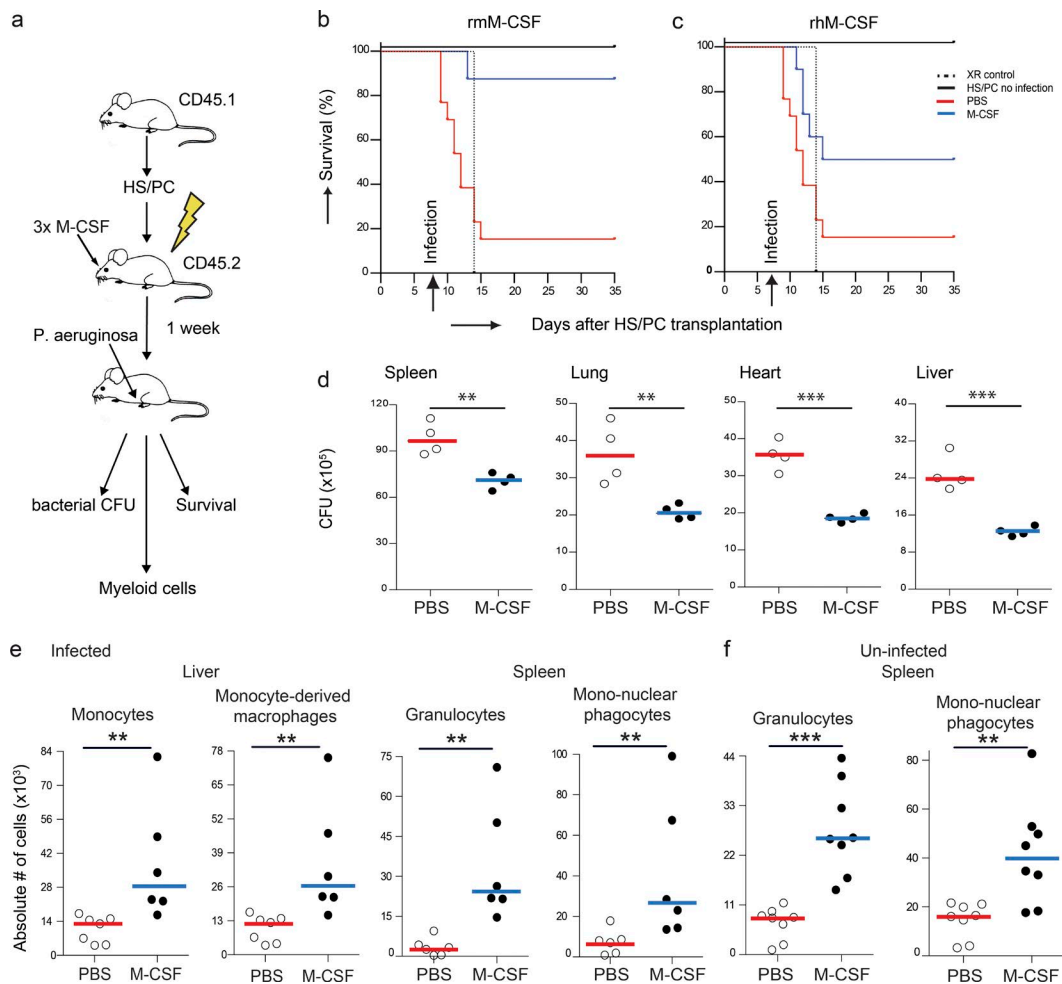 a
CD45.1
HS/PC
3x M-CSF
CD45.2
P. aeruginosa
1 week
bacterial CFU
Survival
Myeloid cells
b
rmM-CSF
Survival (%)
100
80
60
40
20
0
Infection
0 5 10 15 20 25 30 35
c
rhM-CSF
100
80
60
40
20
0
Infection
0 5 10 15 20 25 30 35
XR control
HS/PC no infection
PBS
M-CSF
Days after HS/PC transplantation
d
CFU (x10⁵)
Spleen
**
120
90
60
30
0
PBS M-CSF
Lung
**
50
40
30
20
10
0
PBS M-CSF
Heart
***
50
40
30
20
10
0
PBS M-CSF
Liver
***
40
32
24
16
8
0
PBS M-CSF
e
Infected
Liver
Absolute # of cells (x10³)
Monocytes
**
84
70
56
42
28
14
0
PBS M-CSF
Monocyte-derived
macrophages
**
78
65
52
39
26
13
0
PBS M-CSF
Spleen
Granulocytes
**
75
60
45
30
15
0
PBS M-CSF
Mono-nuclear
phagocytes
**
100
80
60
40
20
0
PBS M-CSF
f
Un-infected
Spleen
Granulocytes
***
44
33
22
11
0
PBS M-CSF
Mono-nuclear
phagocytes
**
80
60
40
20
0
PBS M-CSF